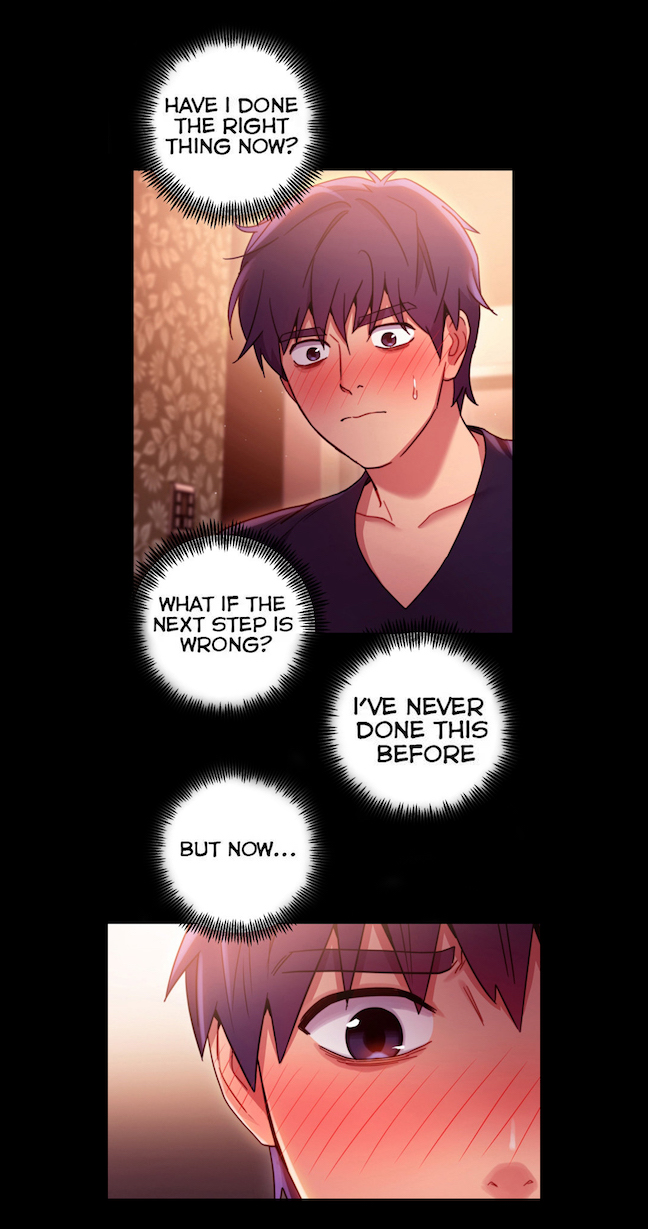 HAVE I DONE
THE RIGHT
THING NOW?
WHAT IF THE
NEXT STEP IS
WRONG?
I'VE NEVER
DONE THIS
BEFORE
BUT NOW...